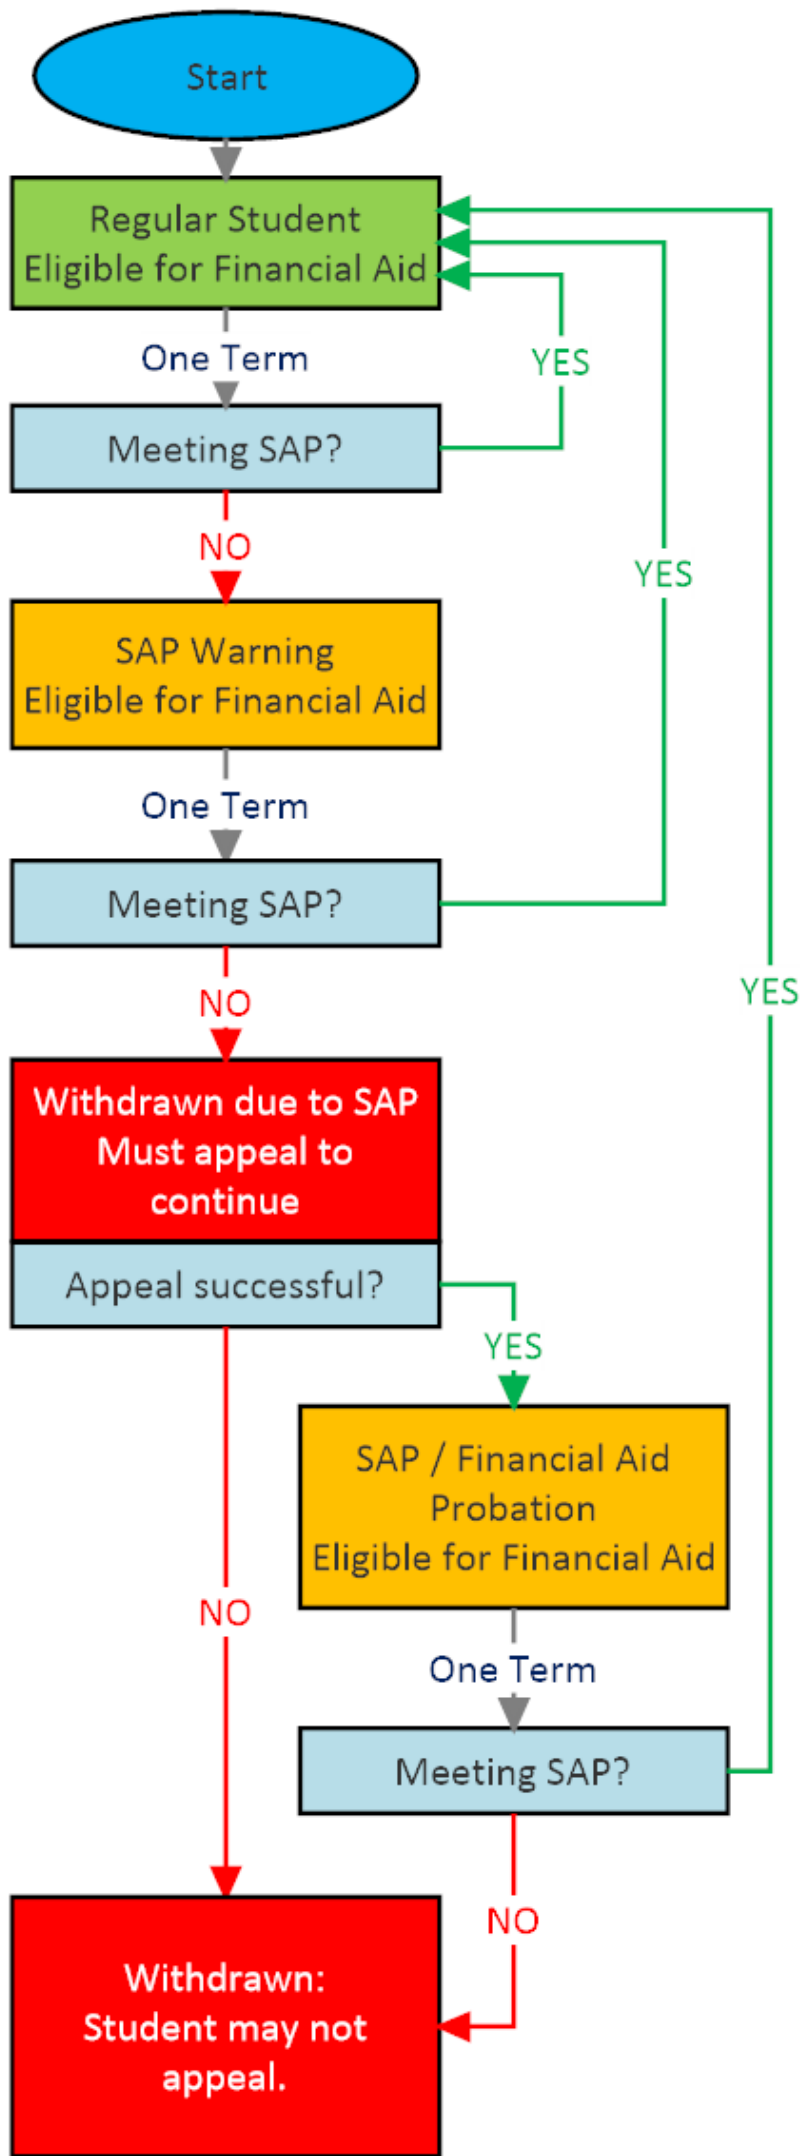 Start
Regular Student
Eligible for Financial Aid
One Term
YES
Meeting SAP?
NO
YES
SAP Warning
Eligible for Financial Aid
One Term
Meeting SAP?
NO
YES
Withdrawn due to SAP
Must appeal to
continue
Appeal successful?
YES
SAP / Financial Aid
Probation
Eligible for Financial Aid
NO
One Term
Meeting SAP?
NO
Withdrawn:
Student may not
appeal.